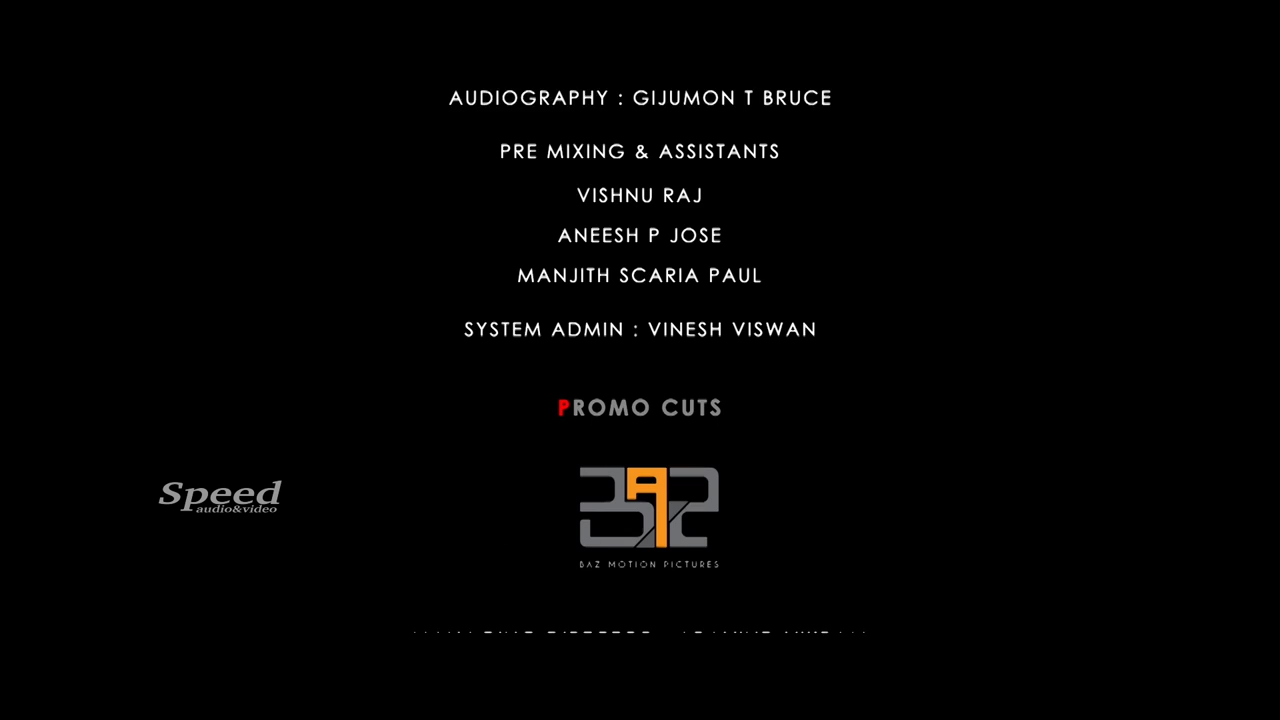 AUDIOGRAPHY : GIJUMON T BRUCE
PRE MIXING & ASSISTANTS
VISHNU RAJ
ANEESH P JOSE
MANJITH SCARIA PAUL
SYSTEM ADMIN : VINESH VISWAN
PROMO CUTS
Speed
audio&video
BAZ
BAZ MOTION PICTURES